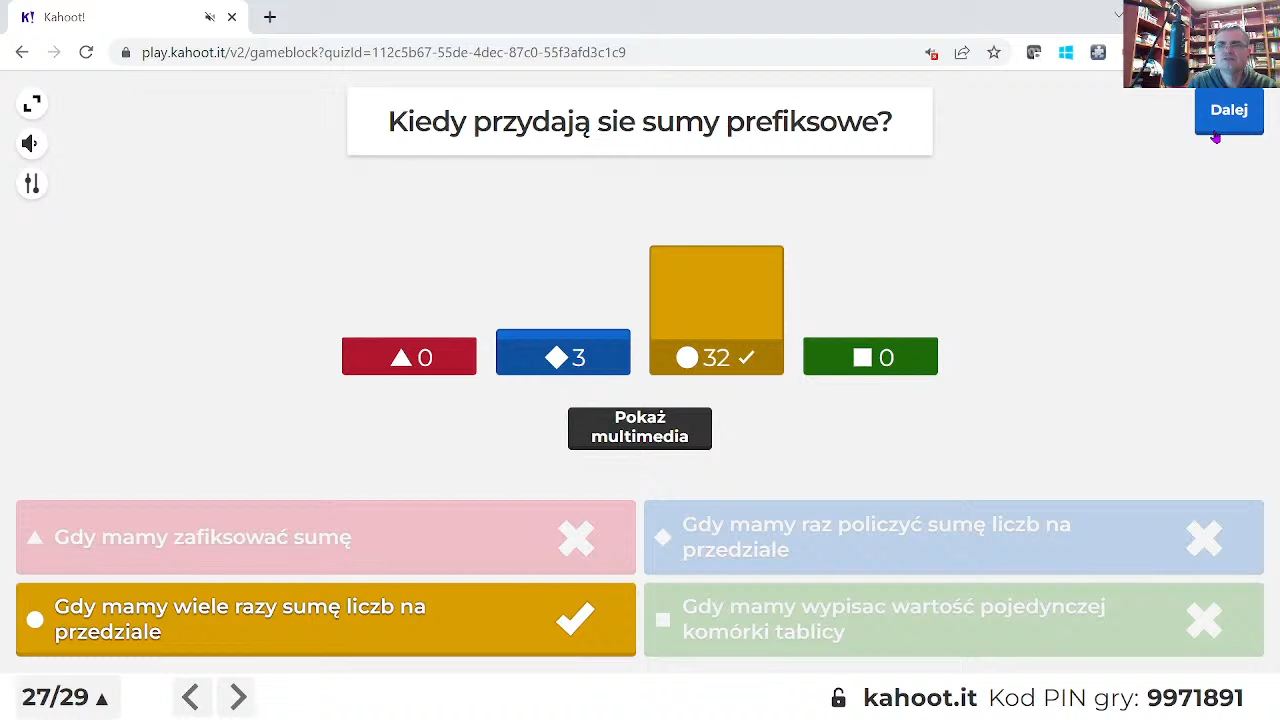 Kahoot!
play.kahoot.it/v2/gameblock?quizId=112c5b67-55de-4dec-87c0-55f3afd3c1c9
Kiedy przydają sie sumy prefiksowe?
Dalej
0
3
32
0
Pokaż
multimedia
Gdy mamy zafiksować sumę
Gdy mamy raz policzyć sumę liczb na
przedziale
Gdy mamy wiele razy sumę liczb na
przedziale
Gdy mamy wypisac wartość pojedynczej
komórki tablicy
27/29
kahoot.it Kod PIN gry: 9971891